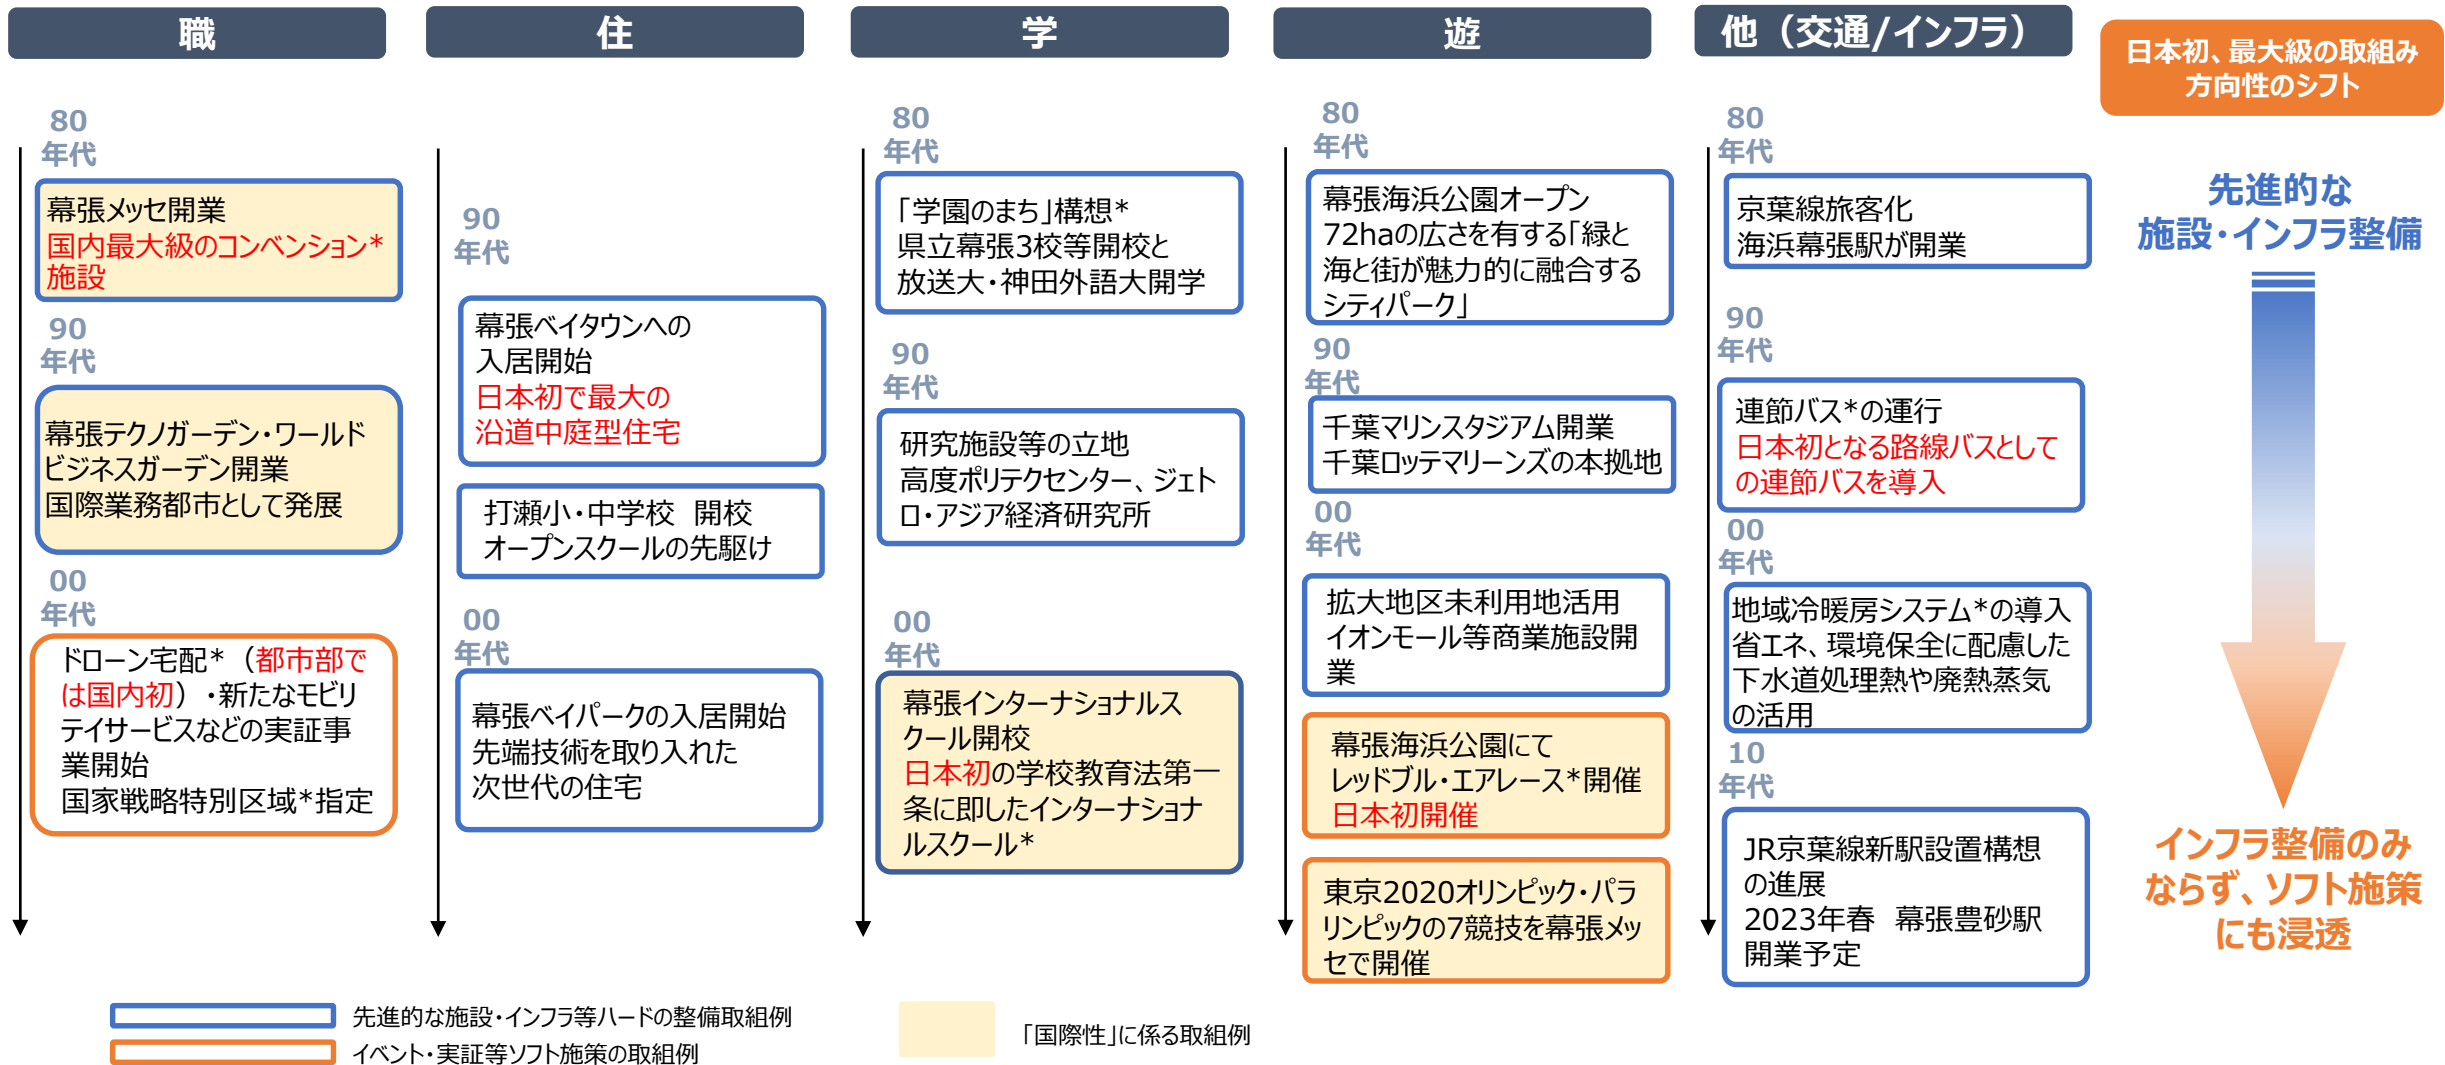 職
80
年代
幕張メッセ開業
国内最大級のコンベンション*
施設
90
年代
幕張テクノガーデン・ワールド
ビジネスガーデン開業
国際業務都市として発展
00
年代
ドローン宅配*（都市部で
は国内初）・新たなモビリ
テイサービスなどの実証事
業開始
国家戦略特別区域*指定
住
90
年代
幕張ベイタウンへの
入居開始
日本初で最大の
沿道中庭型住宅
打瀬小・中学校　開校
オープンスクールの先駆け
00
年代
幕張ベイパークの入居開始
先端技術を取り入れた
次世代の住宅
学
80
年代
「学園のまち」構想*
県立幕張3校等開校と
放送大・神田外語大開学
90
年代
研究施設等の立地
高度ポリテクセンター、ジェト
ロ・アジア経済研究所
00
年代
幕張インターナショナルス
クール開校
日本初の学校教育法第一
条に即したインターナショナ
ルスクール*
遊
80
年代
幕張海浜公園オープン
72haの広さを有する「緑と
海と街が魅力的に融合する
シティパーク」
90
年代
千葉マリンスタジアム開業
千葉ロッテマリーンズの本拠地
00
年代
拡大地区未利用地活用
イオンモール等商業施設開
業
幕張海浜公園にて
レッドブル・エアレース*開催
日本初開催
東京2020オリンピック・パラ
リンピックの7競技を幕張メッ
セで開催
他（交通/インフラ）
80
年代
京葉線旅客化
海浜幕張駅が開業
90
年代
連節バス*の運行
日本初となる路線バスとして
の連節バスを導入
00
年代
地域冷暖房システム*の導入
省エネ、環境保全に配慮した
下水道処理熱や廃熱蒸気
の活用
10
年代
JR京葉線新駅設置構想
の進展
2023年春　幕張豊砂駅
開業予定
日本初、最大級の取組み
方向性のシフト
先進的な
施設・インフラ整備
インフラ整備のみ
ならず、ソフト施策
にも浸透
先進的な施設・インフラ等ハードの整備取組例
イベント・実証等ソフト施策の取組例
「国際性」に係る取組例